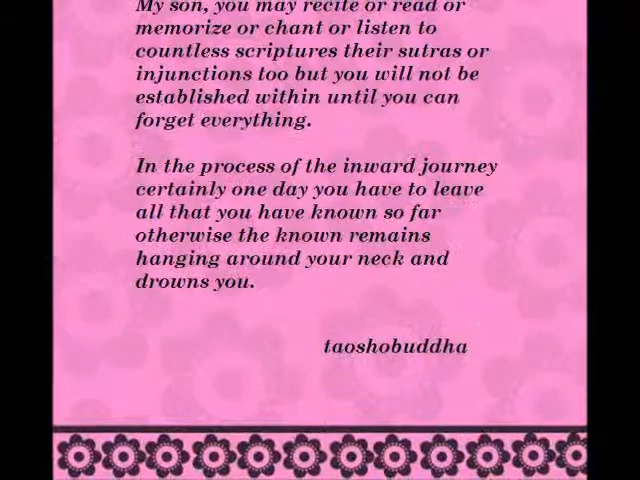 My son, you may recite or read or
memorize or chant or listen to
countless scriptures their sutras or
injunctions too but you will not be
established within until you can
forget everything.
In the process of the inward journey
certainly one day you have to leave
all that you have known so far
otherwise the known remains
hanging around your neck and
drowns you.
taoshobuddha